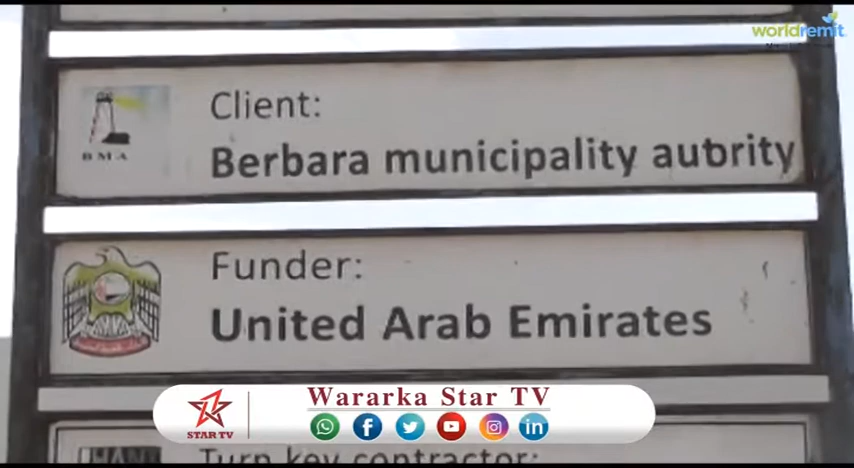 worldremit
Client:
Berbara municipality aubrity
BMA
Funder:
United Arab Emirates
Wararka Star TV
STAR TV
Turn key contractor: